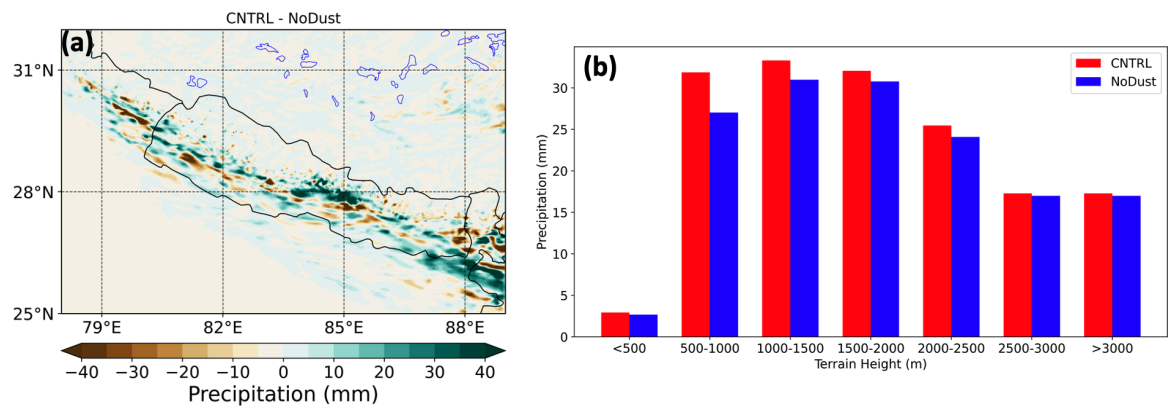 CNTRL - NoDust
(a)
31°N
28°N
25°N
79°E 82°E 85°E 88°E
−40 −30 −20 −10 0 10 20 30 40
Precipitation (mm)
(b)
CNTRL
NoDust
Precipitation (mm)
30
25
20
15
10
5
0
<500 500-1000 1000-1500 1500-2000 2000-2500 2500-3000 >3000
Terrain Height (m)